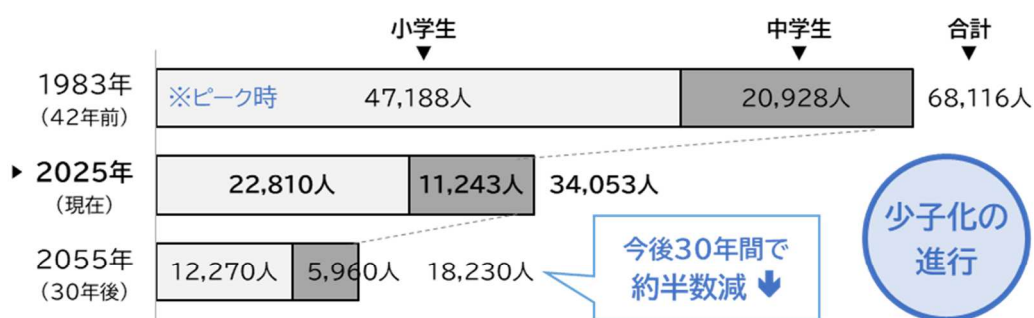 小学生 中学生 合計
▼ ▼ ▼
1983年 ※ピーク時 47,188人 20,928人 68,116人
(42年前)
▶ 2025年 22,810人 11,243人 34,053人
(現在)
2055年 12,270人 5,960人 18,230人
(30年後)
今後30年間で
約半数減
少子化の
進行